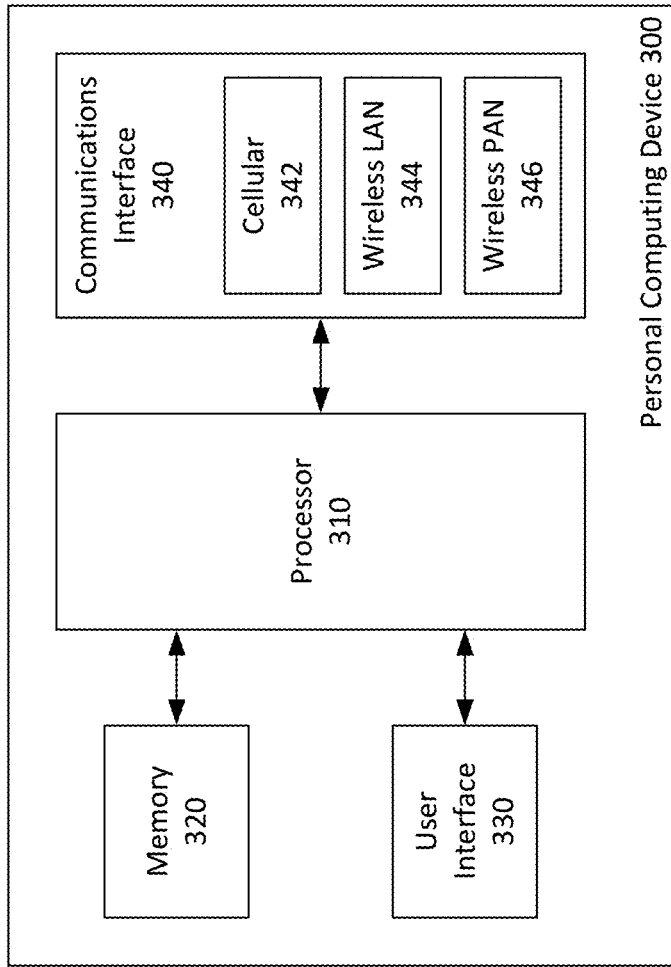 Memory
320
User
Interface
330
Processor
310
Communications
Interface
340
Cellular
342
Wireless LAN
344
Wireless PAN
346
Personal Computing Device 300